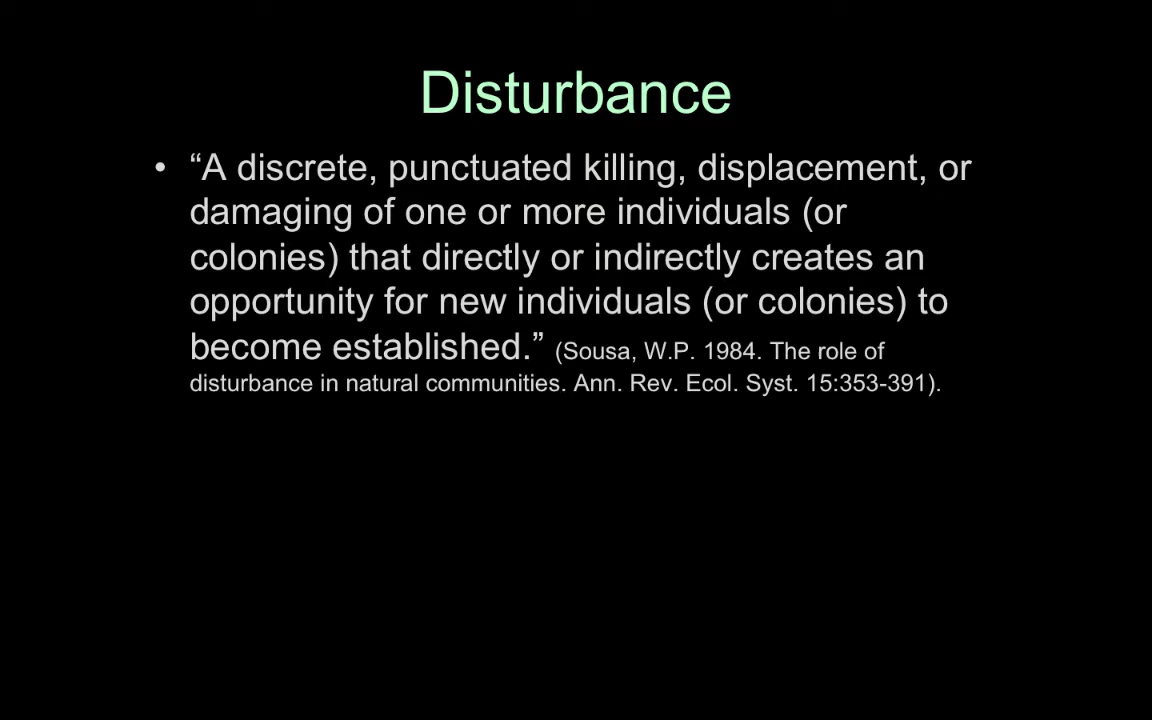 Disturbance
• “A discrete, punctuated killing, displacement, or
damaging of one or more individuals (or
colonies) that directly or indirectly creates an
opportunity for new individuals (or colonies) to
become established.” (Sousa, W.P. 1984. The role of
disturbance in natural communities. Ann. Rev. Ecol. Syst. 15:353-391).